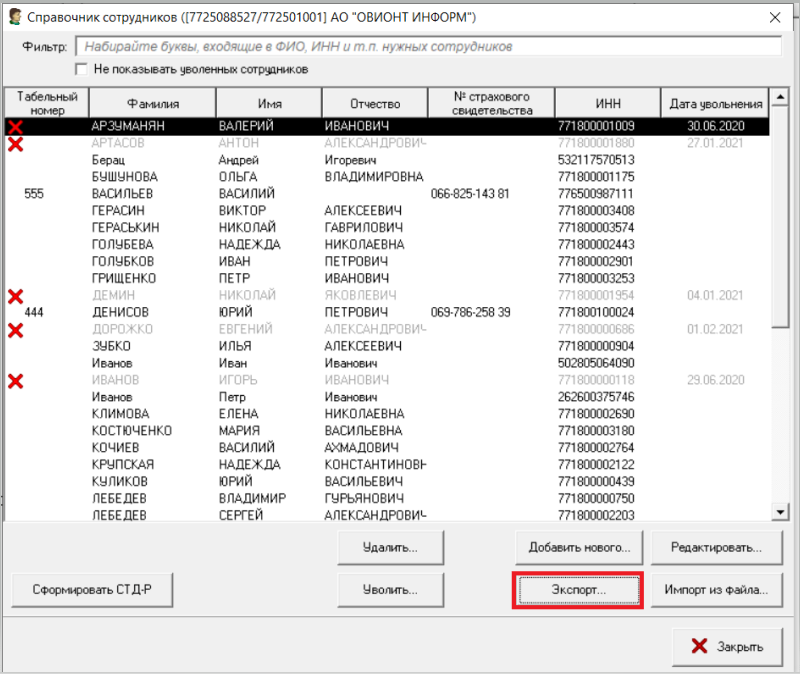 Справочник сотрудников ([7725088527/772501001] АО "ОВИОНТ ИНФОРМ")
Фильтр: Набирайте буквы, входящие в ФИО, ИНН и т.п. нужных сотрудников
Не показывать уволенных сотрудников
Табельный номер Фамилия Имя Отчество № страхового свидетельства ИНН Дата увольнения
АРЗУМАНЯН ВАЛЕРИЙ ИВАНОВИЧ 771800001009 30.06.2020
АРТАСОВ АНТОН АЛЕКСАНДРОВИЧ 771800001880 27.01.2021
Берац Андрей Игоревич 532117570513
БУШУНОВА ОЛЬГА ВЛАДИМИРОВНА 771800001175
555 ВАСИЛЬЕВ ВАСИЛИЙ 066-825-143 81 776500987111
ГЕРАСИН ВИКТОР АЛЕКСЕЕВИЧ 771800003408
ГЕРАСЬКИН НИКОЛАЙ ГАВРИЛОВИЧ 771800003574
ГОЛУБЕВА НАДЕЖДА НИКОЛАЕВНА 771800002443
ГОЛУБКОВ ИВАН ПЕТРОВИЧ 771800002901
ГРИЩЕНКО ПЕТР ИВАНОВИЧ 771800003253
ДЕМИН НИКОЛАЙ ЯКОВЛЕВИЧ 771800001954 04.01.2021
444 ДЕНИСОВ ЮРИЙ ПЕТРОВИЧ 069-786-258 39 771800100024
ДОРОЖКО ЕВГЕНИЙ АЛЕКСАНДРОВИЧ 771800000686 01.02.2021
ЗУБКО ИЛЬЯ АЛЕКСЕЕВИЧ 771800000904
Иванов Иван Иванович 502805064090
ИВАНОВ ИГОРЬ ИВАНОВИЧ 771800000118 29.06.2020
Иванов Петр Иванович 262600375746
КЛИМОВА ЕЛЕНА НИКОЛАЕВНА 771800002690
КОСТЮЧЕНКО МАРИЯ ВАСИЛЬЕВНА 771800003180
КОЧИЕВ ВАСИЛИЙ АХМАДОВИЧ 771800002764
КРУПСКАЯ НАДЕЖДА КОНСТАНТИНОВН 771800002122
КУЛИКОВ ЮРИЙ ВАСИЛЬЕВИЧ 771800000439
ЛЕБЕДЕВ ВЛАДИМИР ГУРЬЯНОВИЧ 771800000750
ЛЕБЕДЕВ СЕРГЕЙ АЛЕКСАНДРОВИЧ 771800002203
Удалить... Добавить нового... Редактировать...
Сформировать СТД-Р Уволить... Экспорт... Импорт из файла...
Закрыть